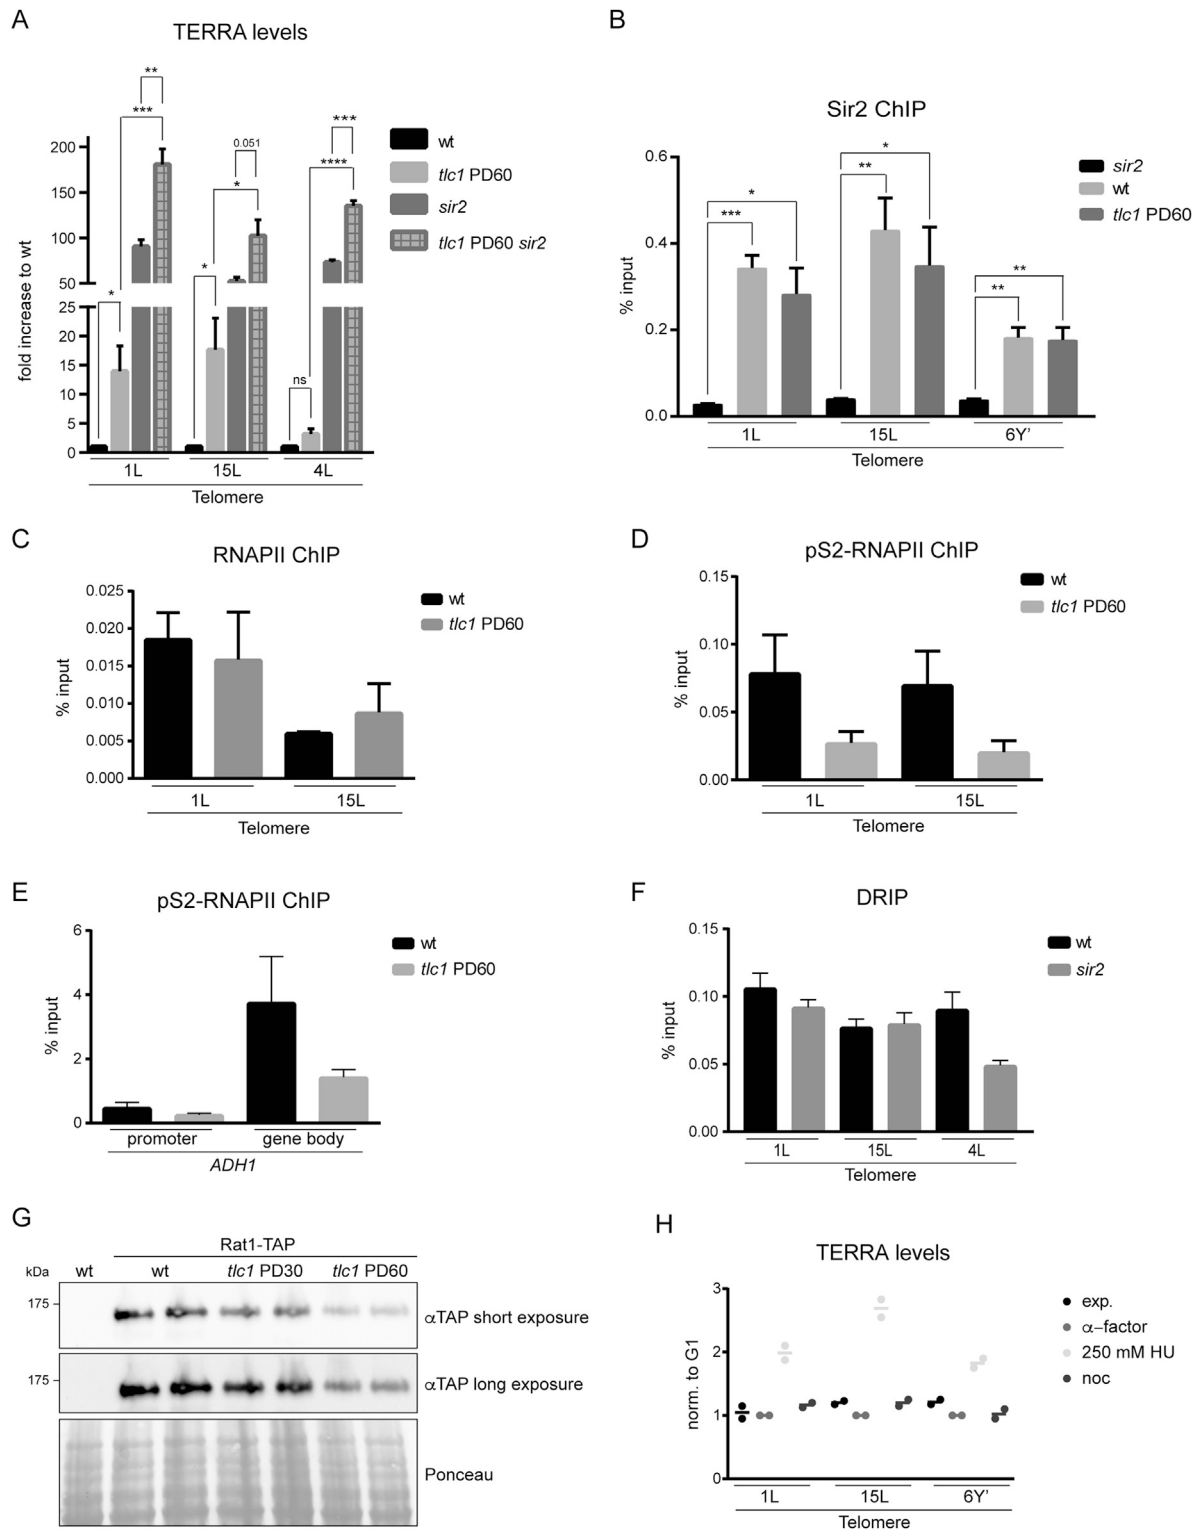 A
TERRA levels
fold increase to wt
200
150
100
50
25
20
15
10
5
0
*
***
**
*
*
0.051
ns
****
***
1L 15L 4L
Telomere
wt
tlc1 PD60
sir2
tlc1 PD60 sir2
B
Sir2 ChIP
% input
0.6
0.4
0.2
0.0
***
*
**
*
**
**
1L 15L 6Y’
Telomere
sir2
wt
tlc1 PD60
C
RNAPII ChIP
% input
0.025
0.020
0.015
0.010
0.005
0.000
1L 15L
Telomere
wt
tlc1 PD60
D
pS2-RNAPII ChIP
% input
0.15
0.10
0.05
0.00
1L 15L
Telomere
wt
tlc1 PD60
E
pS2-RNAPII ChIP
% input
6
4
2
0
promoter gene body
ADH1
wt
tlc1 PD60
F
DRIP
% input
0.15
0.10
0.05
0.00
1L 15L 4L
Telomere
wt
sir2
G
Rat1-TAP
kDa wt wt tlc1 PD30 tlc1 PD60
175
αTAP short exposure
175
αTAP long exposure
Ponceau
H
TERRA levels
norm. to G1
3
2
1
0
1L 15L 6Y’
Telomere
exp.
α−factor
250 mM HU
noc